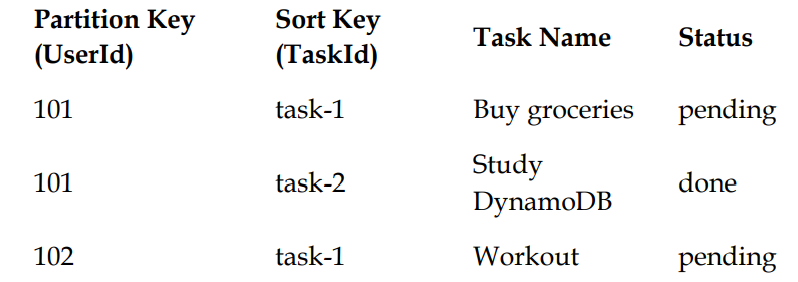 Partition Key Sort Key Task Name Status
(UserId) (TaskId)
101 task-1 Buy groceries pending
101 task-2 Study DynamoDB done
102 task-1 Workout pending